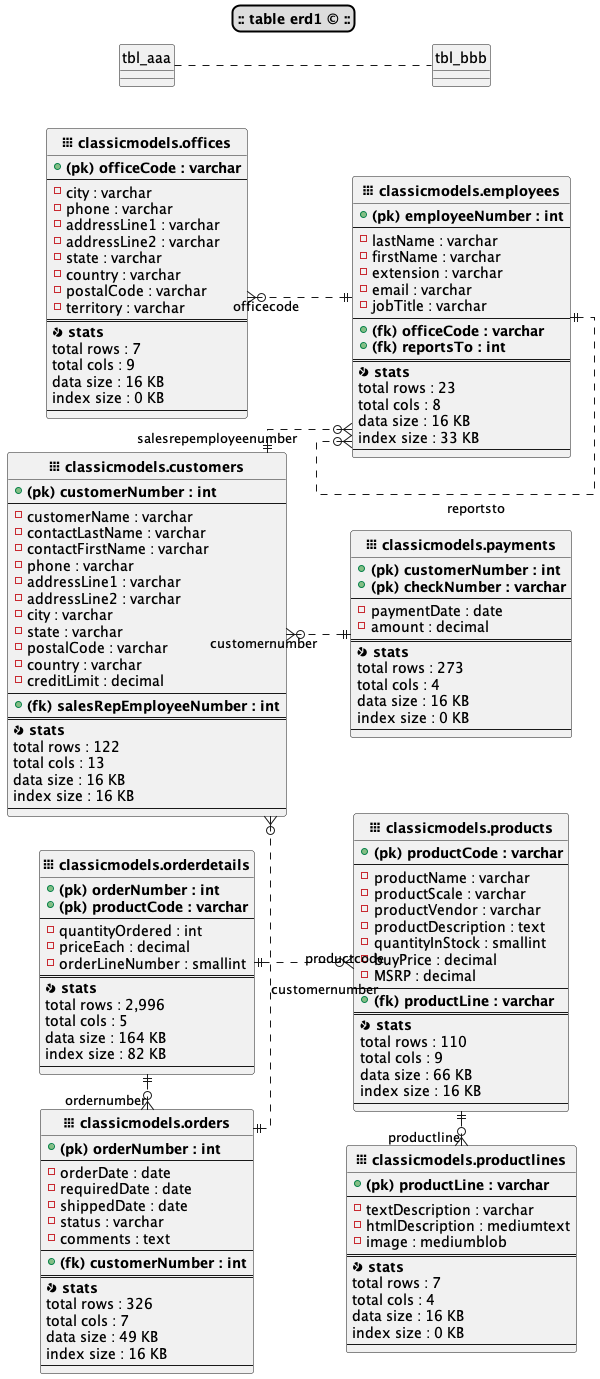 :: table erd1 © ::
tbl_aaa
tbl_bbb
classicmodels.offices
(pk) officeCode : varchar
city : varchar
phone : varchar
addressLine1 : varchar
addressLine2 : varchar
state : varchar
country : varchar
postalCode : varchar
territory : varchar
stats
total rows : 7
total cols : 9
data size : 16 KB
index size : 0 KB
officecode
classicmodels.employees
(pk) employeeNumber : int
lastName : varchar
firstName : varchar
extension : varchar
email : varchar
jobTitle : varchar
(fk) officeCode : varchar
(fk) reportsTo : int
stats
total rows : 23
total cols : 8
data size : 16 KB
index size : 33 KB
salesrepemployeenumber
reportsto
classicmodels.customers
(pk) customerNumber : int
customerName : varchar
contactLastName : varchar
contactFirstName : varchar
phone : varchar
addressLine1 : varchar
addressLine2 : varchar
city : varchar
state : varchar
postalCode : varchar
country : varchar
creditLimit : decimal
(fk) salesRepEmployeeNumber : int
stats
total rows : 122
total cols : 13
data size : 16 KB
index size : 16 KB
customernumber
classicmodels.payments
(pk) customerNumber : int
(pk) checkNumber : varchar
paymentDate : date
amount : decimal
stats
total rows : 273
total cols : 4
data size : 16 KB
index size : 0 KB
classicmodels.orderdetails
(pk) orderNumber : int
(pk) productCode : varchar
quantityOrdered : int
priceEach : decimal
orderLineNumber : smallint
stats
total rows : 2,996
total cols : 5
data size : 164 KB
index size : 82 KB
productcode
customernumber
classicmodels.products
(pk) productCode : varchar
productName : varchar
productScale : varchar
productVendor : varchar
productDescription : text
quantityInStock : smallint
buyPrice : decimal
MSRP : decimal
(fk) productLine : varchar
stats
total rows : 110
total cols : 9
data size : 66 KB
index size : 16 KB
ordernumber
productline
classicmodels.orders
(pk) orderNumber : int
orderDate : date
requiredDate : date
shippedDate : date
status : varchar
comments : text
(fk) customerNumber : int
stats
total rows : 326
total cols : 7
data size : 49 KB
index size : 16 KB
classicmodels.productlines
(pk) productLine : varchar
textDescription : varchar
htmlDescription : mediumtext
image : mediumblob
stats
total rows : 7
total cols : 4
data size : 16 KB
index size : 0 KB